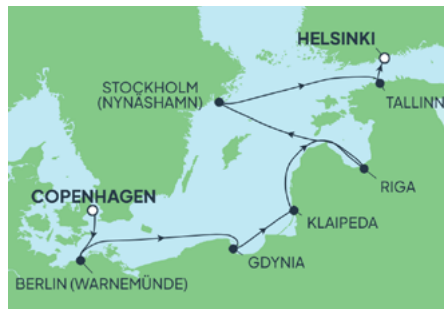 HELSINKI
STOCKHOLM
(NYNÄSHAMN)
TALLINN
RIGA
COPENHAGEN
KLAIPEDA
GDYNIA
BERLIN (WARNEMÜNDE)